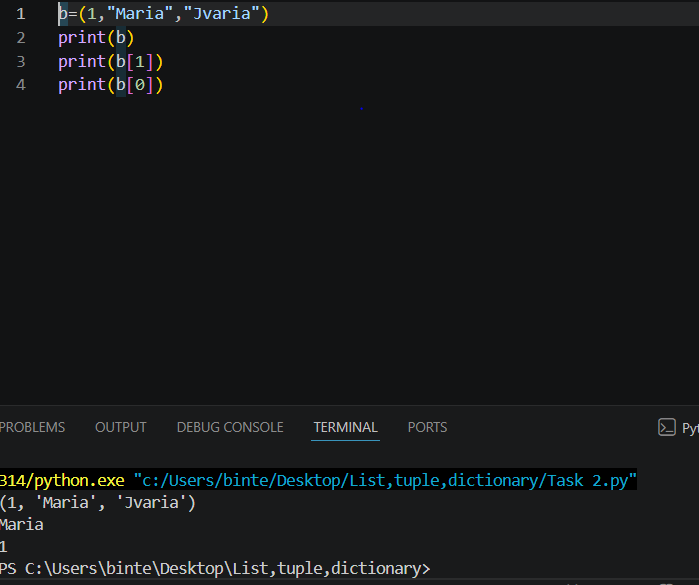 1 b=(1,"Maria","Jvaria")
2 print(b)
3 print(b[1])
4 print(b[0])
PROBLEMS OUTPUT DEBUG CONSOLE TERMINAL PORTS Pyt
314/python.exe "c:/Users/binte/Desktop/List,tuple,dictionary/Task 2.py"
(1, 'Maria', 'Jvaria')
Maria
1
PS C:\Users\binte\Desktop\List,tuple,dictionary>